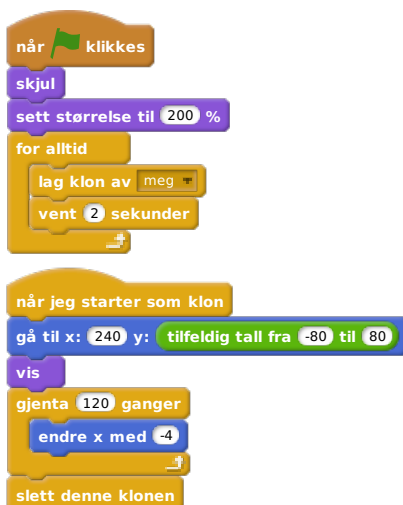 når klikkes
skjul
sett størrelse til 200 %
for alltid
lag klon av meg
vent 2 sekunder
når jeg starter som klon
gå til x: 240 y: tilfeldig tall fra -80 til 80
vis
gjenta 120 ganger
endre x med -4
slett denne klonen